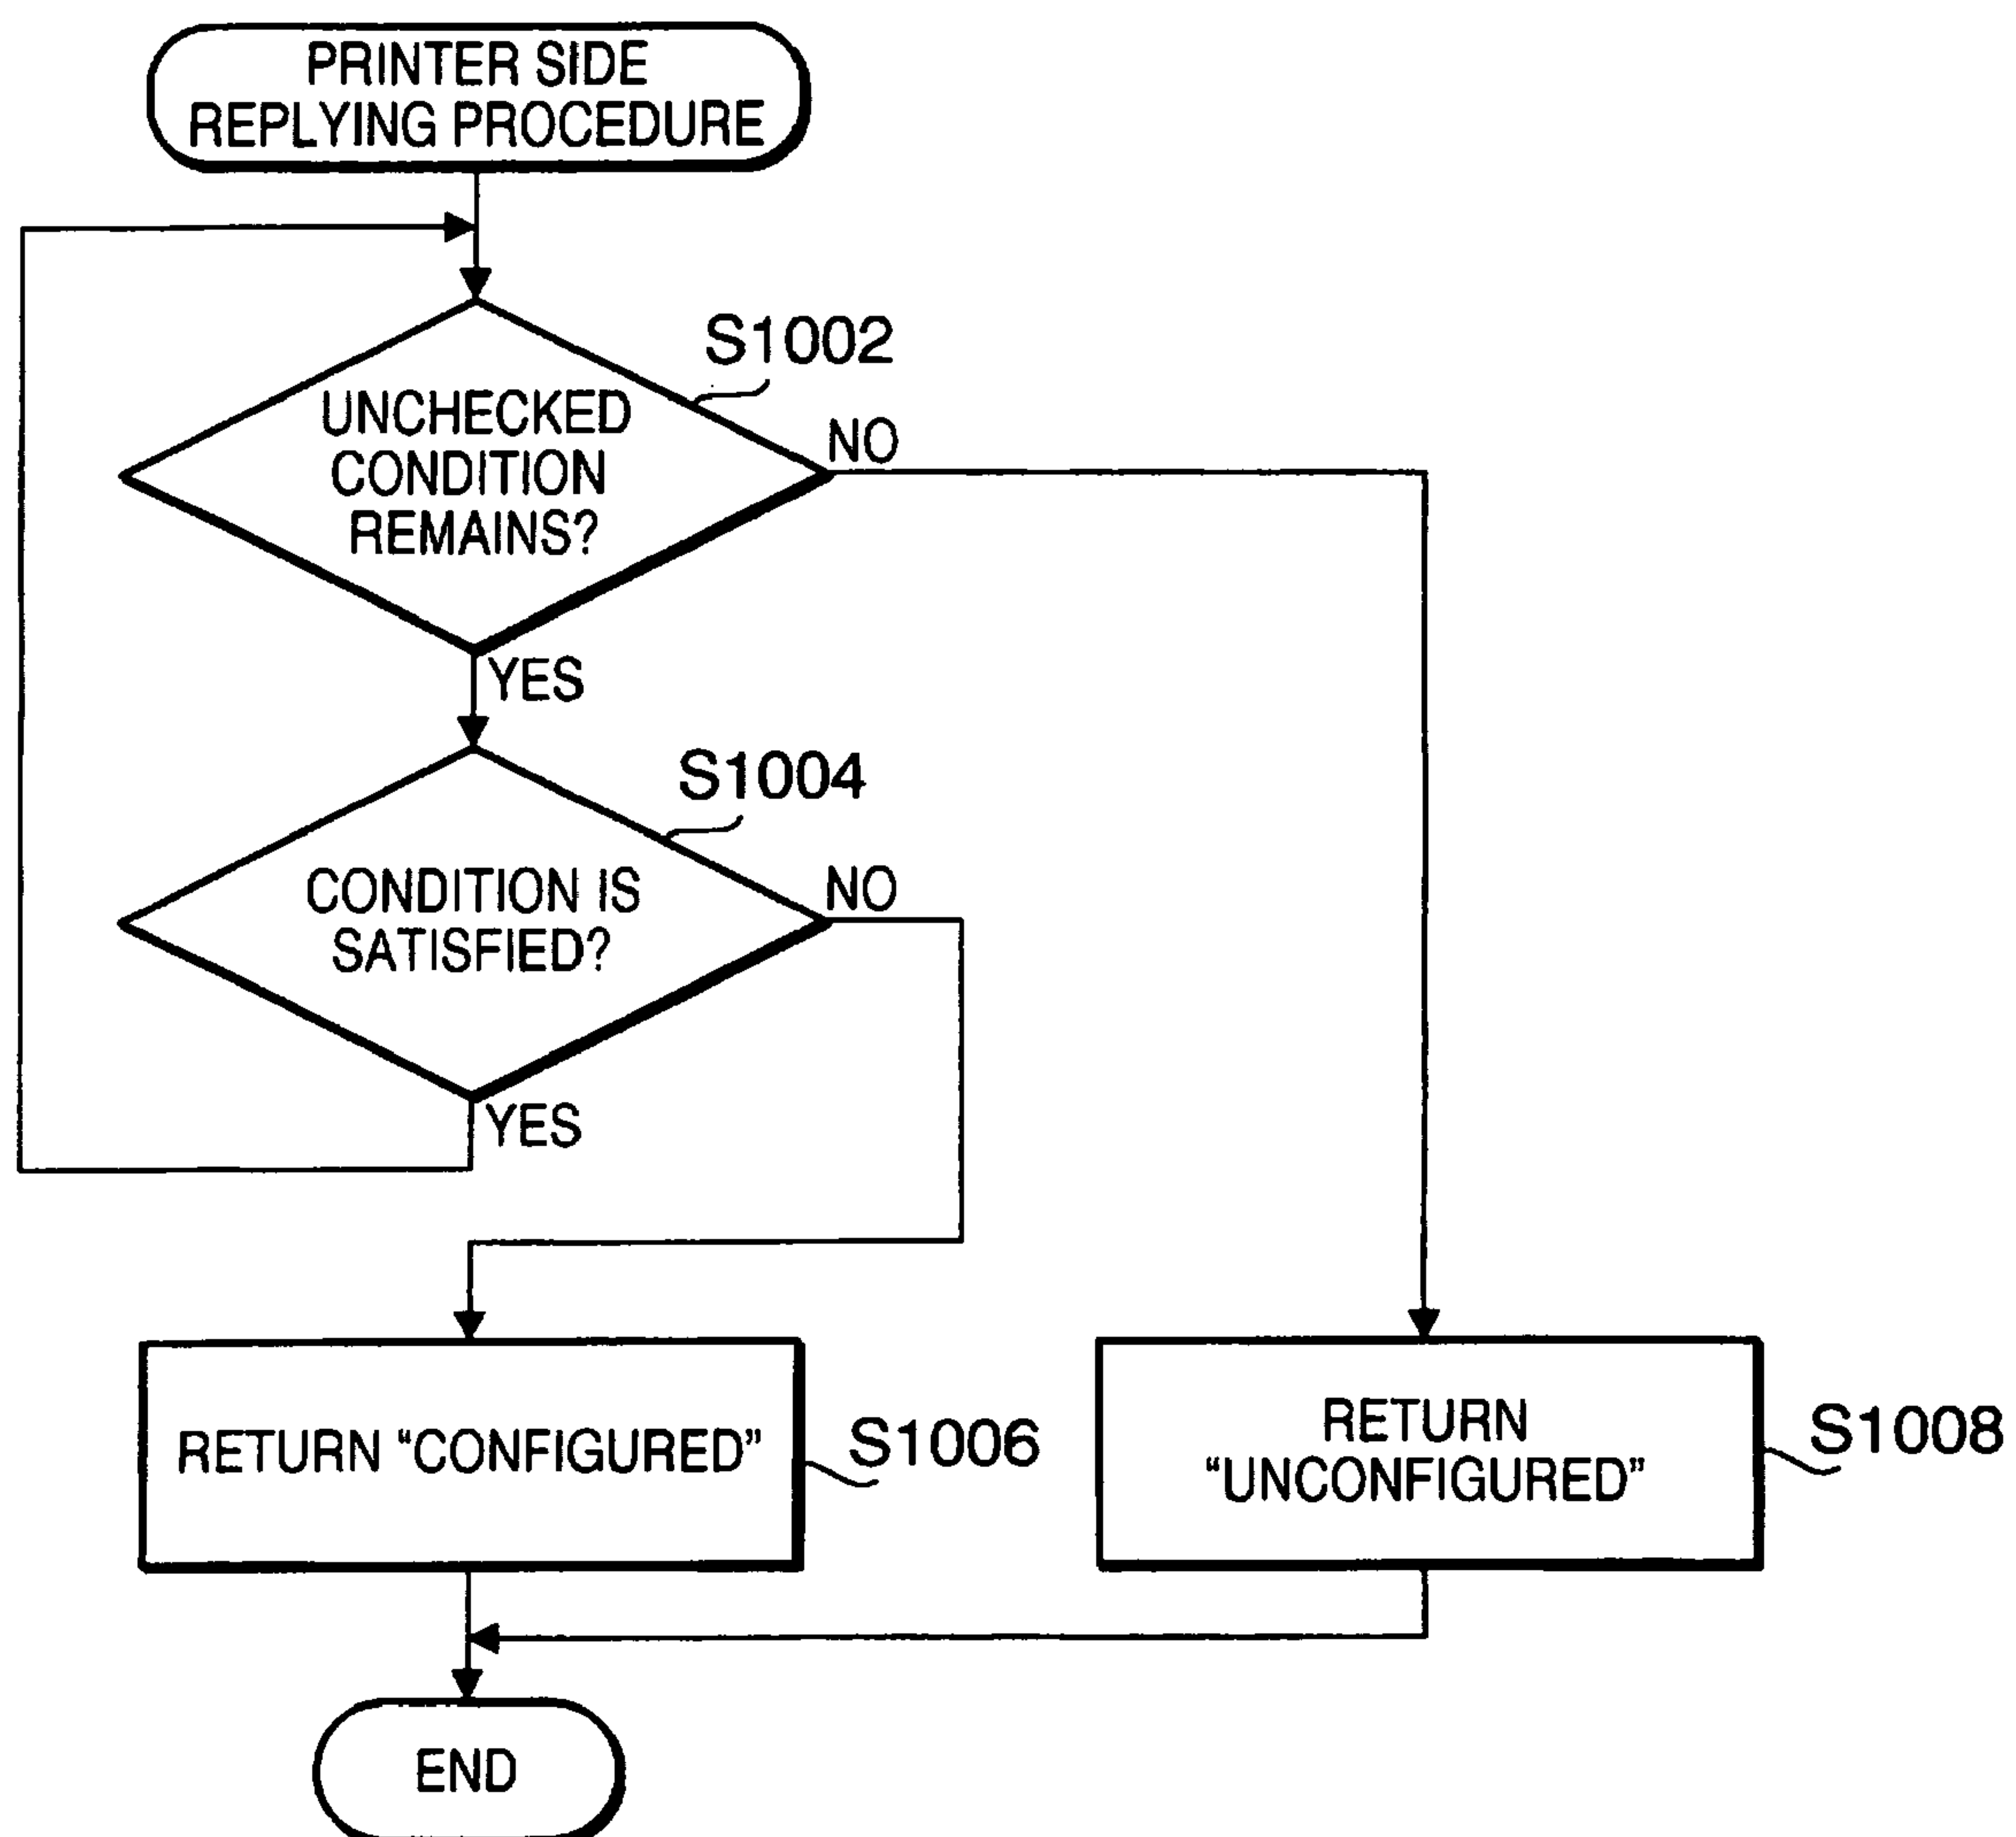 PRINTER SIDE
REPLYING PROCEDURE
S1002
UNCHECKED
CONDITION
REMAINS?
NO
YES
S1004
CONDITION IS
SATISFIED?
NO
YES
RETURN “CONFIGURED”
S1006
RETURN
“UNCONFIGURED”
S1008
END